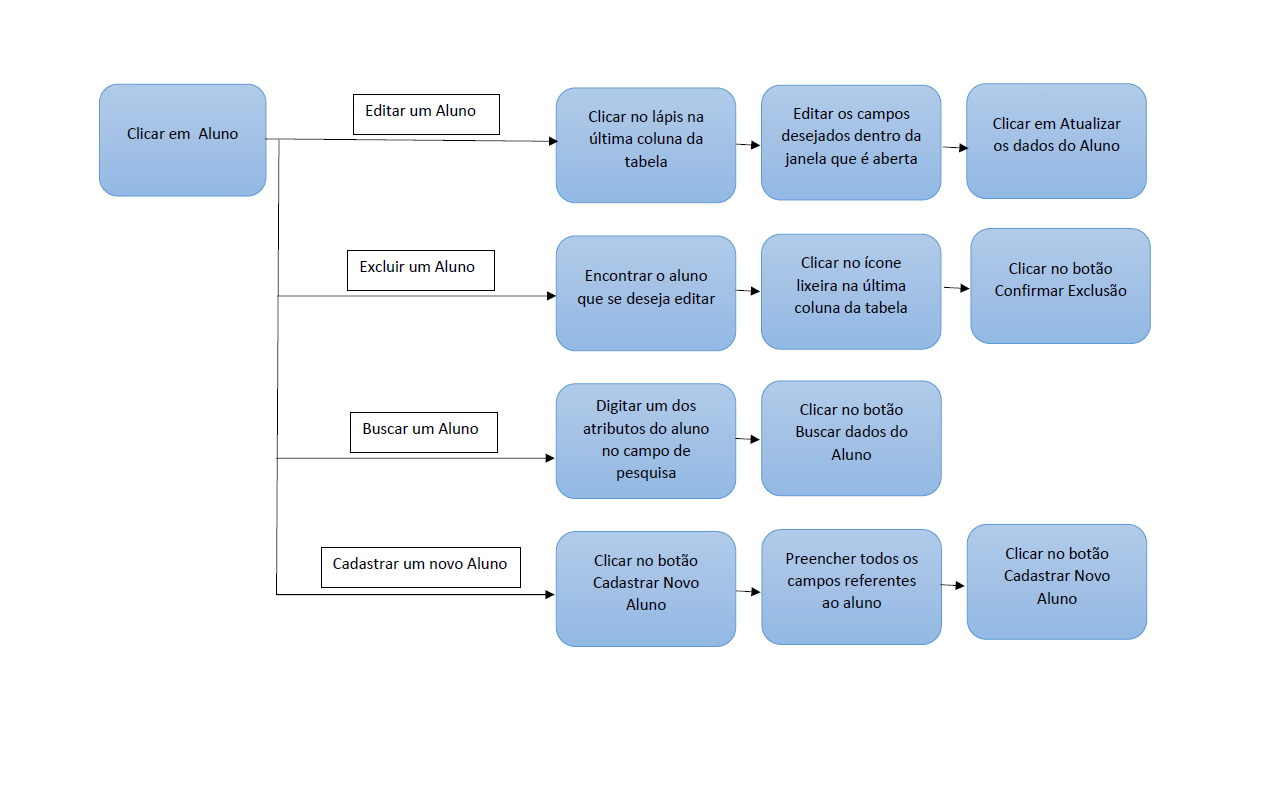 Clicar em  Aluno
Editar um Aluno
Clicar no lápis na
última coluna da
tabela
Editar os campos
desejados dentro da
janela que é aberta
Clicar em Atualizar
os dados do Aluno
Excluir um Aluno
Encontrar o aluno
que se deseja editar
Clicar no ícone
lixeira na última
coluna da tabela
Clicar no botão
Confirmar Exclusão
Buscar um Aluno
Digitar um dos
atributos do aluno
no campo de
pesquisa
Clicar no botão
Buscar dados do
Aluno
Cadastrar um novo Aluno
Clicar no botão
Cadastrar Novo
Aluno
Preencher todos os
campos referentes
ao aluno
Clicar no botão
Cadastrar Novo
Aluno